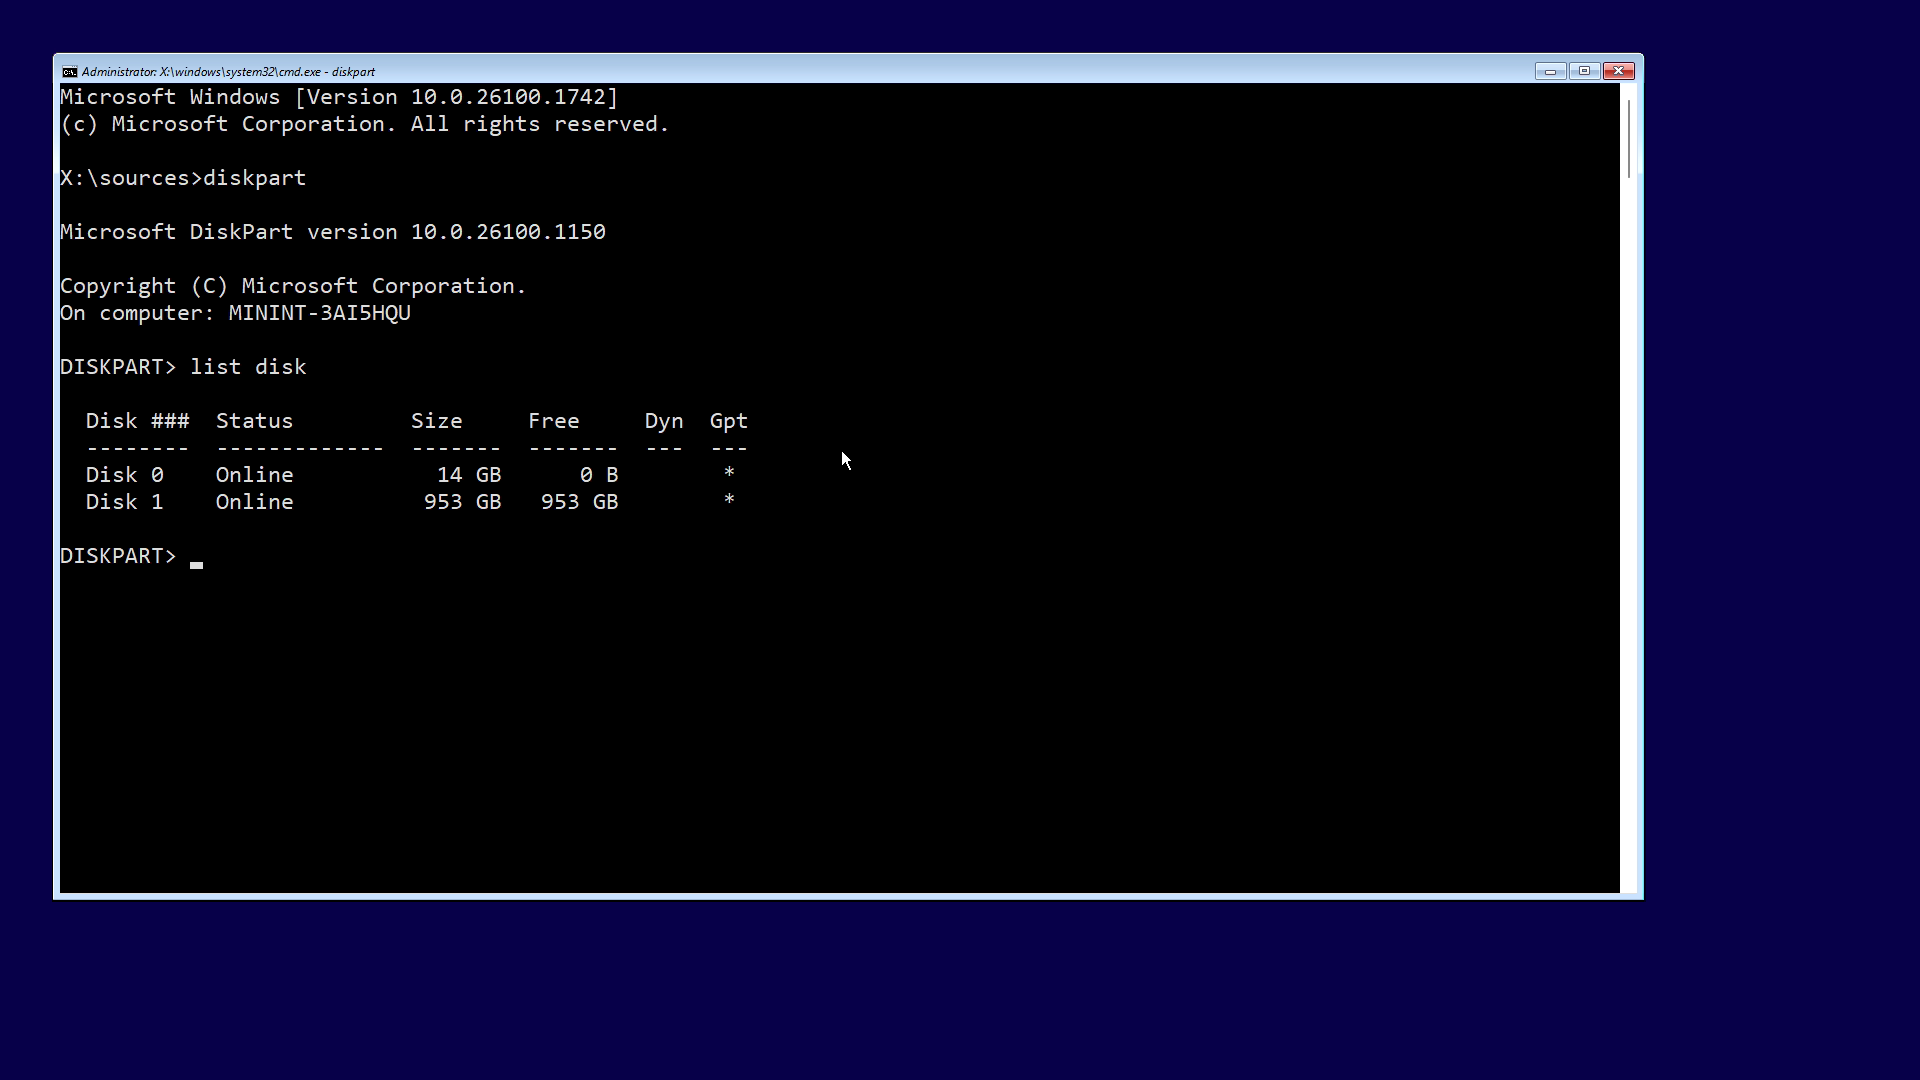 Administrator: X:\windows\system32\cmd.exe - diskpart
Microsoft Windows [Version 10.0.26100.1742]
(c) Microsoft Corporation. All rights reserved.
X:\sources>diskpart
Microsoft DiskPart version 10.0.26100.1150
Copyright (C) Microsoft Corporation.
On computer: MININT-3AI5HQU
DISKPART> list disk
  Disk ###  Status         Size     Free     Dyn  Gpt
  --------  -------------  -------  -------  ---  ---
  Disk 0    Online           14 GB      0 B        *
  Disk 1    Online          953 GB   953 GB        *
DISKPART>